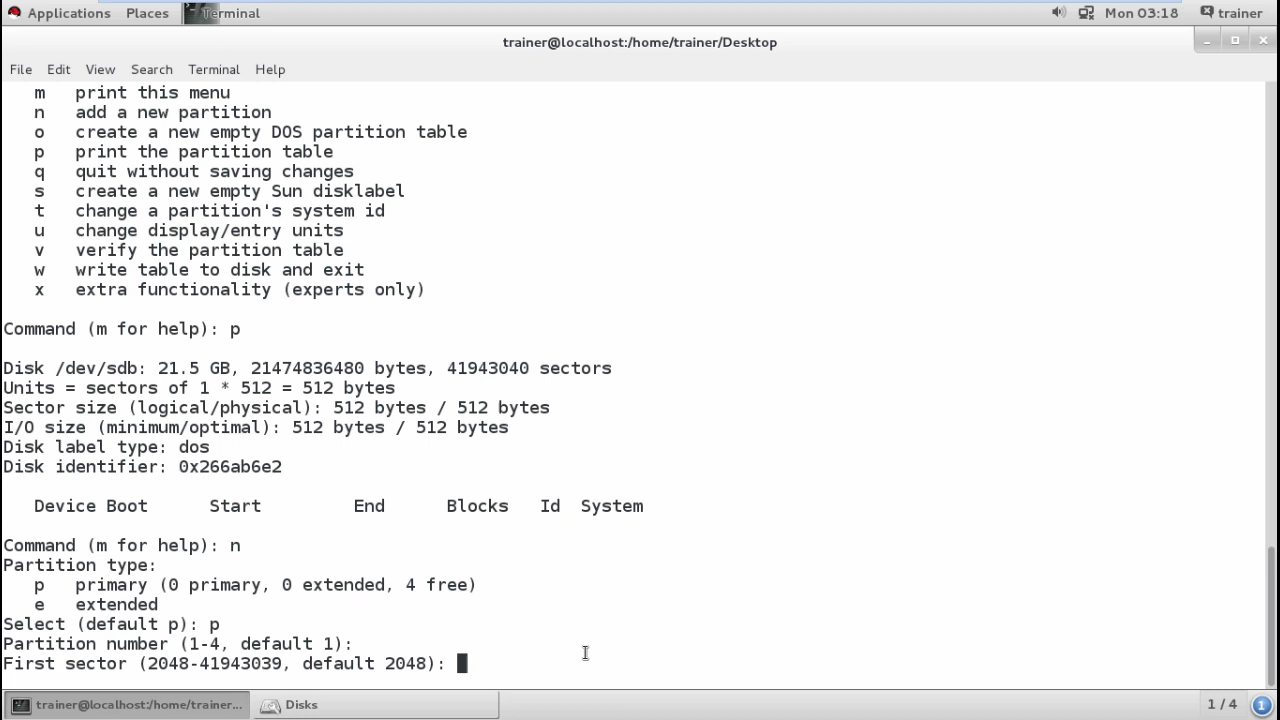 Applications Places Terminal Mon 03:18 trainer
trainer@localhost:/home/trainer/Desktop
File Edit View Search Terminal Help
m print this menu
n add a new partition
o create a new empty DOS partition table
p print the partition table
q quit without saving changes
s create a new empty Sun disklabel
t change a partition's system id
u change display/entry units
v verify the partition table
w write table to disk and exit
x extra functionality (experts only)
Command (m for help): p
Disk /dev/sdb: 21.5 GB, 21474836480 bytes, 41943040 sectors
Units = sectors of 1 * 512 = 512 bytes
Sector size (logical/physical): 512 bytes / 512 bytes
I/O size (minimum/optimal): 512 bytes / 512 bytes
Disk label type: dos
Disk identifier: 0x266ab6e2
Device Boot Start End Blocks Id System
Command (m for help): n
Partition type:
p primary (0 primary, 0 extended, 4 free)
e extended
Select (default p): p
Partition number (1-4, default 1):
First sector (2048-41943039, default 2048):
trainer@localhost:/home/trainer... Disks 1 / 4 1